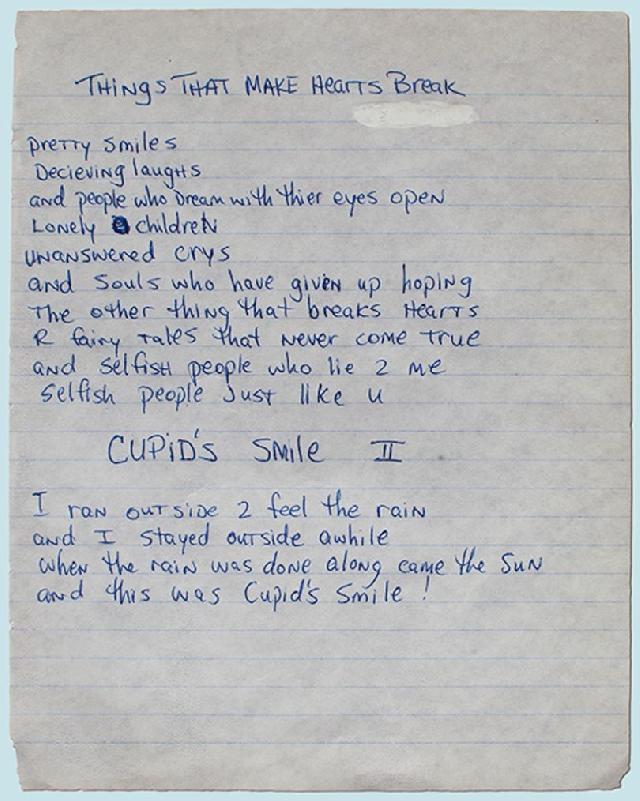 Things That Make Hearts Break
pretty smiles
Decieving laughs
and people who Dream with thier eyes open
Lonely children
Unanswered crys
and souls who have given up hoping
The other thing that breaks Hearts
R fairy Tales that never come true
and selfish people who lie 2 me
selfish people just like u
Cupid's Smile II
I ran outside 2 feel the rain
and I stayed outside awhile
when the rain was done along came the Sun
and this was Cupid's Smile !